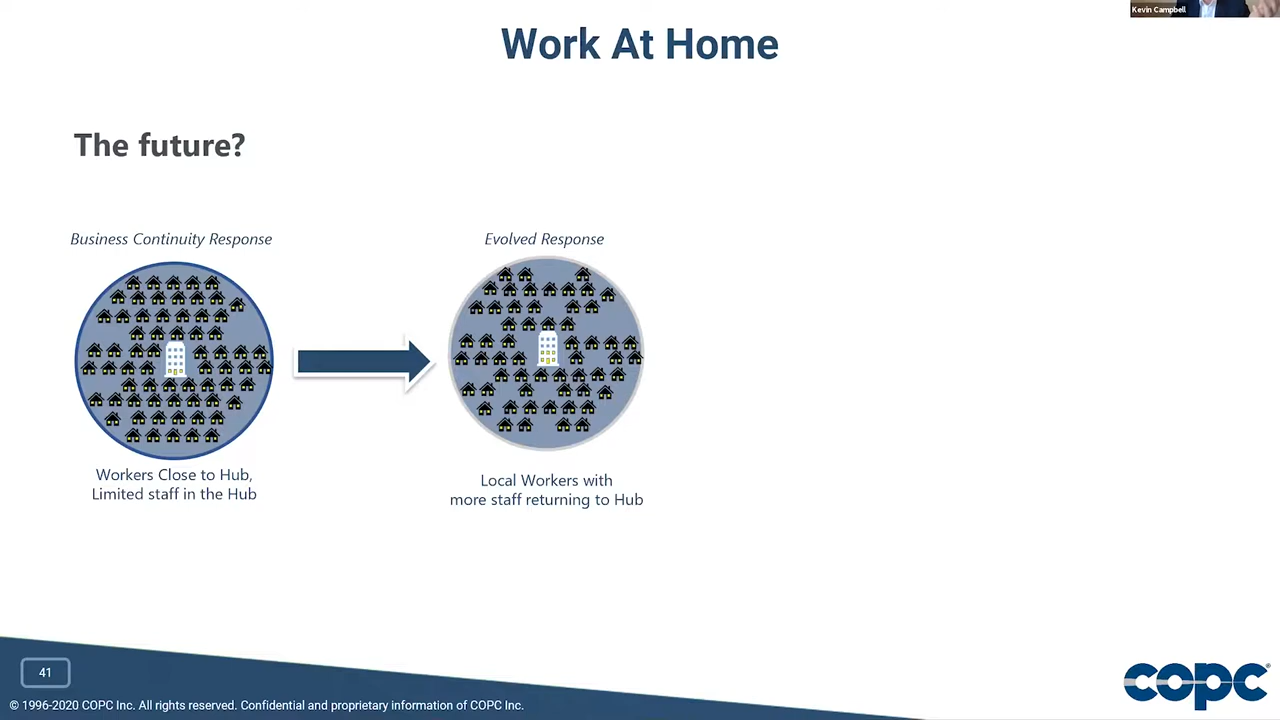 Kevin Campbell
Work At Home
The future?
Business Continuity Response
Evolved Response
Workers Close to Hub,
Limited staff in the Hub
Local Workers with
more staff returning to Hub
41
© 1996-2020 COPC Inc. All rights reserved. Confidential and proprietary information of COPC Inc.
copc®